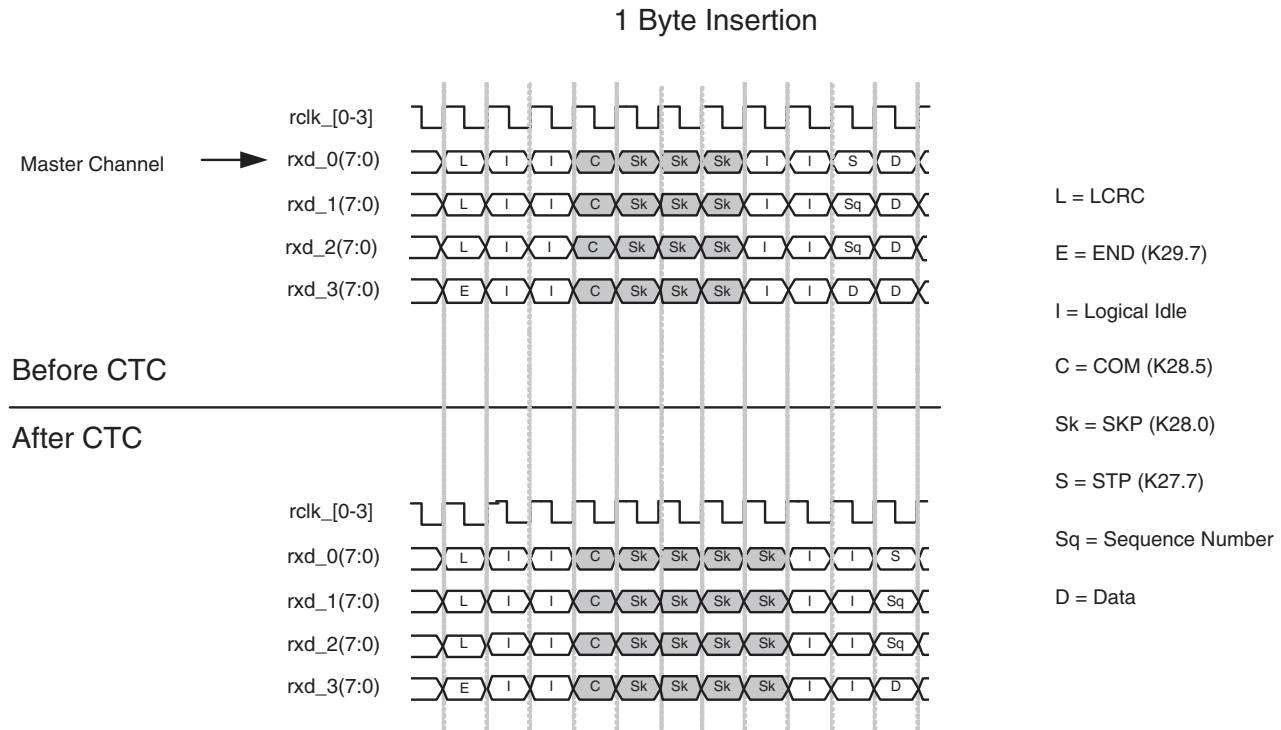 1 Byte Insertion
rclk_[0-3]
Master Channel
rxd_0(7:0) L I I C Sk Sk Sk I I S D
rxd_1(7:0) L I I C Sk Sk Sk I I Sq D
rxd_2(7:0) L I I C Sk Sk Sk I I Sq D
rxd_3(7:0) E I I C Sk Sk Sk I I D D
Before CTC
After CTC
rclk_[0-3]
rxd_0(7:0) L I I C Sk Sk Sk Sk I I S
rxd_1(7:0) L I I C Sk Sk Sk Sk I I Sq
rxd_2(7:0) L I I C Sk Sk Sk Sk I I Sq
rxd_3(7:0) E I I C Sk Sk Sk Sk I I D
L = LCRC
E = END (K29.7)
I = Logical Idle
C = COM (K28.5)
Sk = SKP (K28.0)
S = STP (K27.7)
Sq = Sequence Number
D = Data